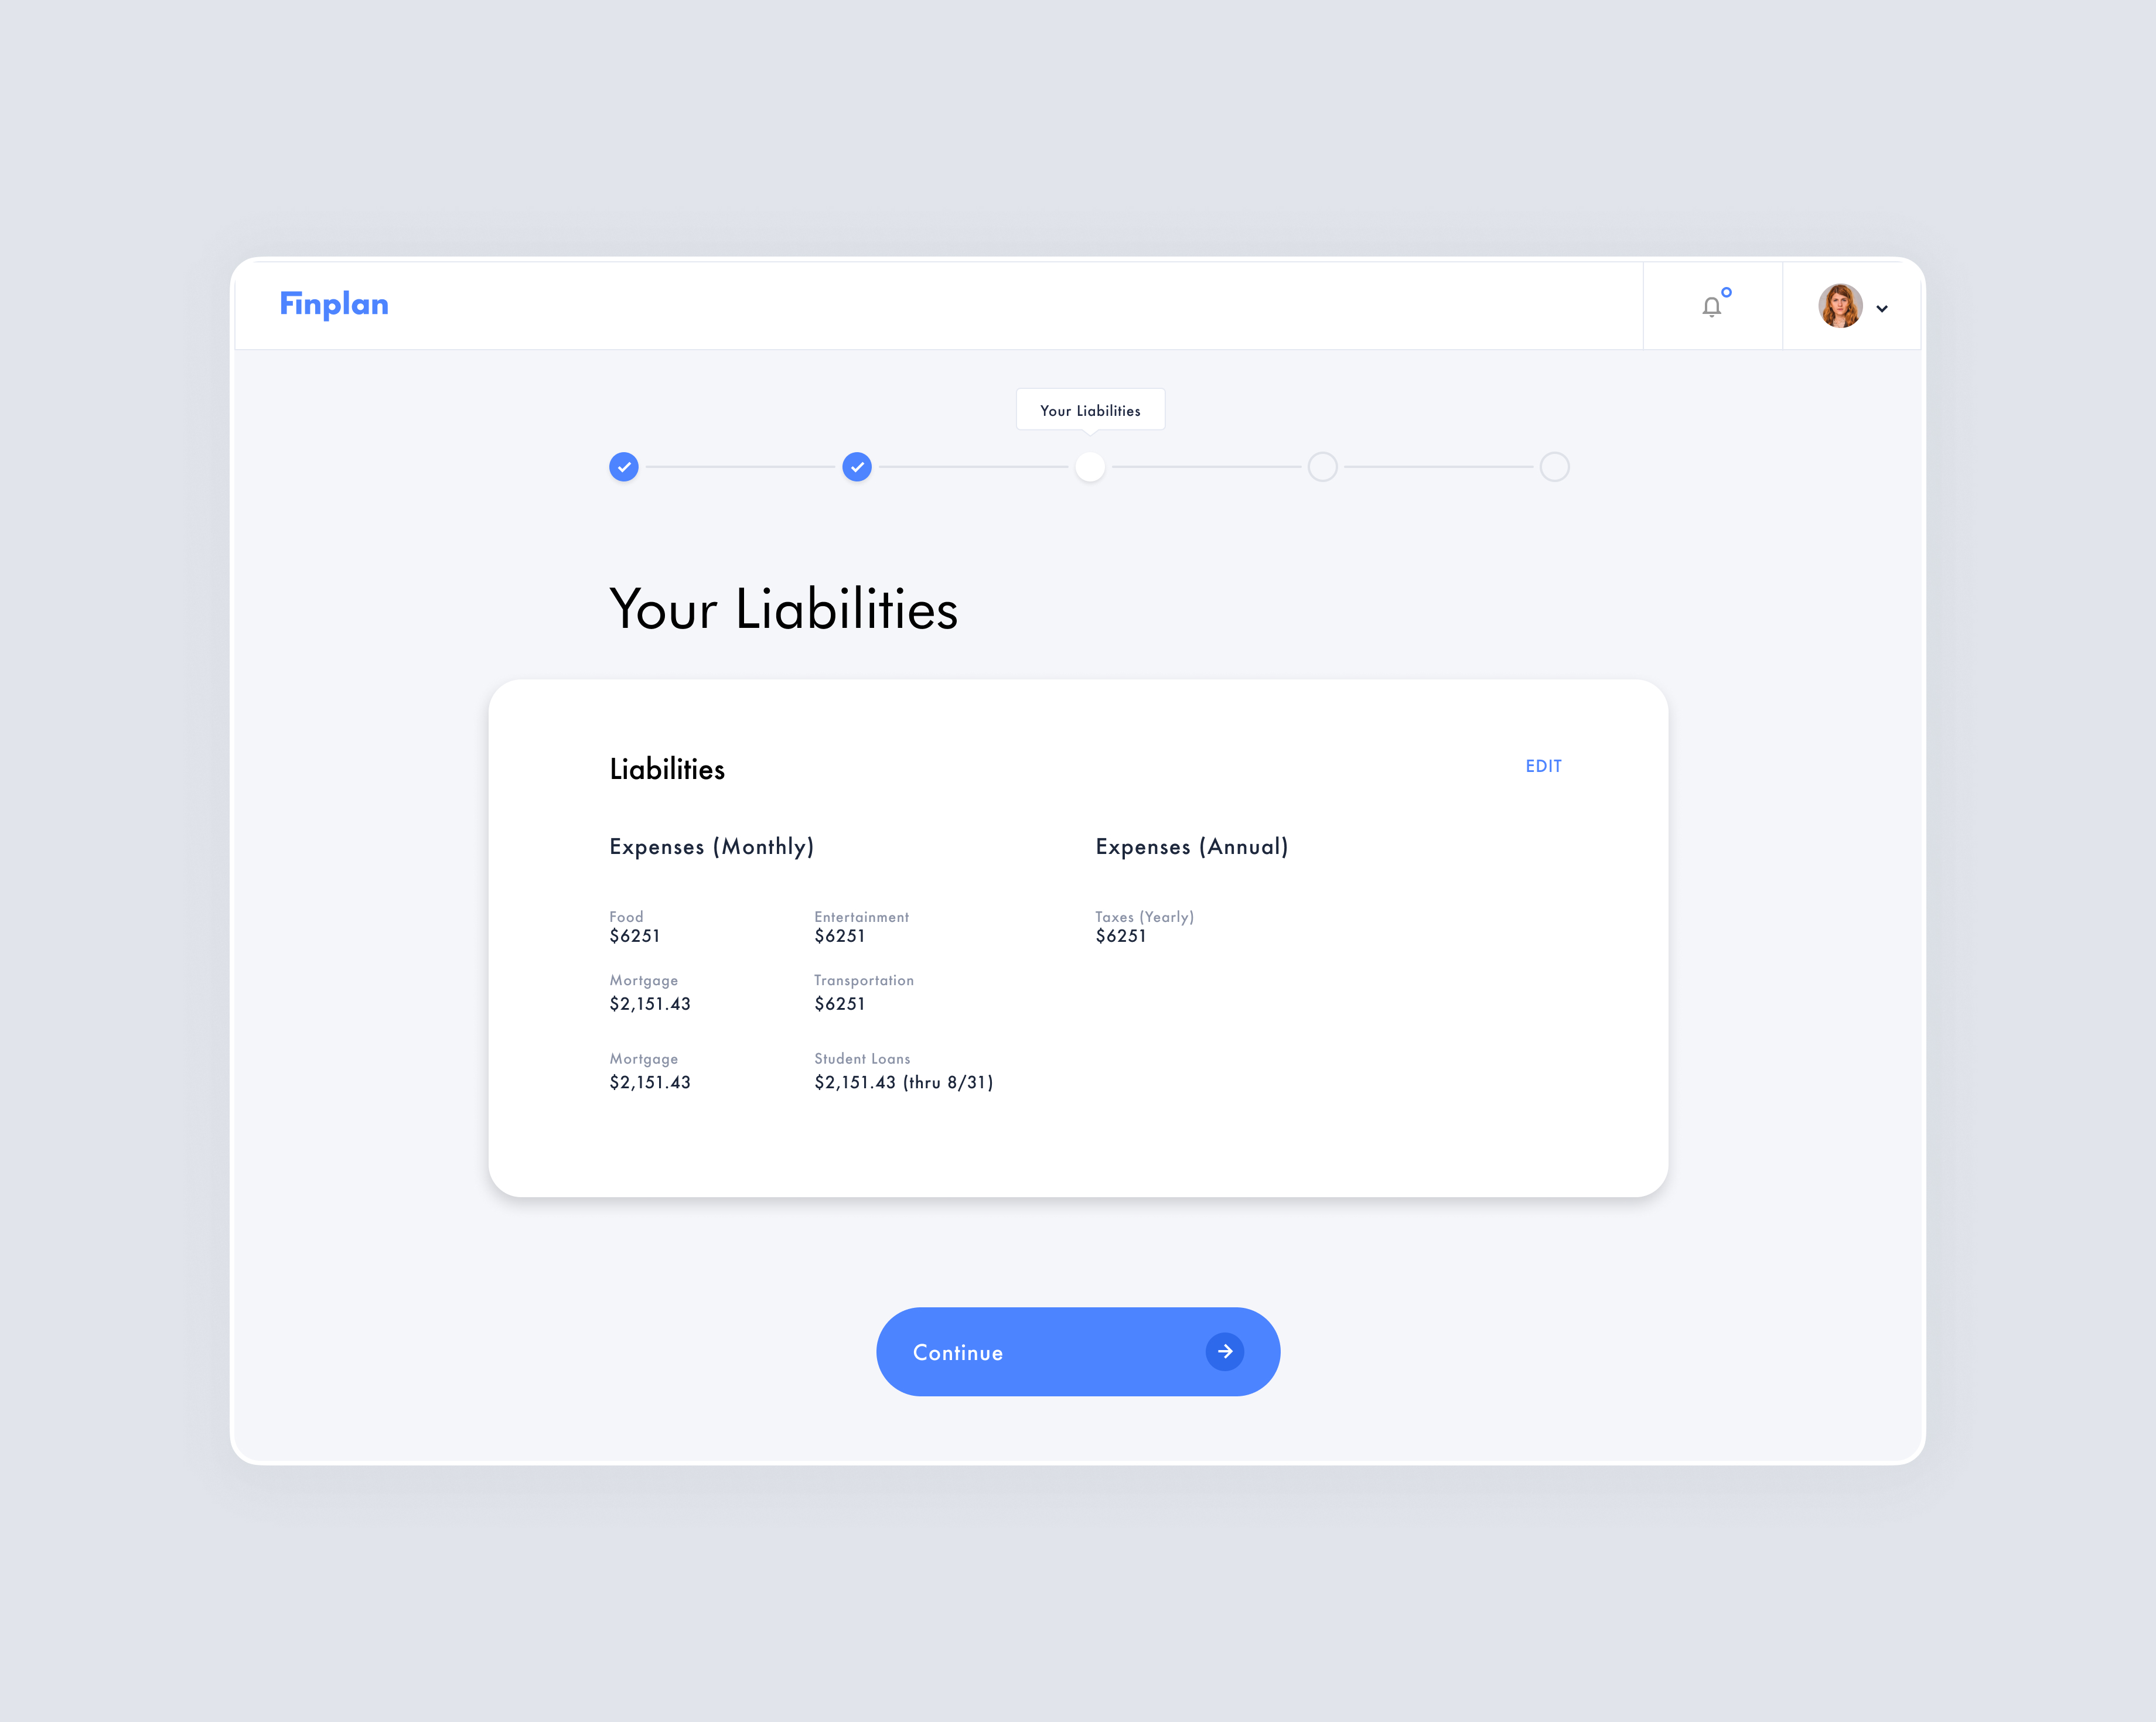 Finplan
Your Liabilities
Your Liabilities
Liabilities
EDIT
Expenses (Monthly)
Expenses (Annual)
Food
Entertainment
Taxes (Yearly)
$6251
$6251
$6251
Mortgage
Transportation
$2,151.43
$6251
Mortgage
Student Loans
$2,151.43
$2,151.43 (thru 8/31)
Continue